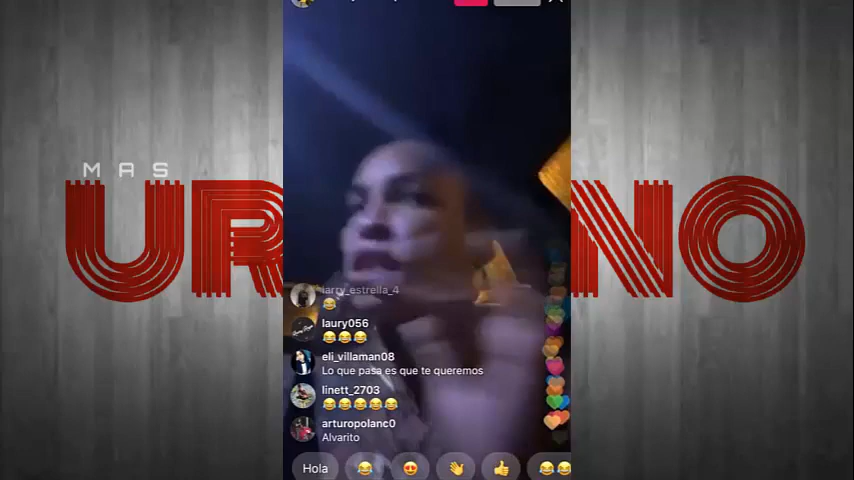 MAS
UR
NO
larry_estrella_4
😂
laury056
😂😂😂
eli_villaman08
Lo que pasa es que te queremos
linett_2703
😂😂😂😂😂
arturopolanc0
Alvarito
Hola 😂 😍 👋 👍 😂😂